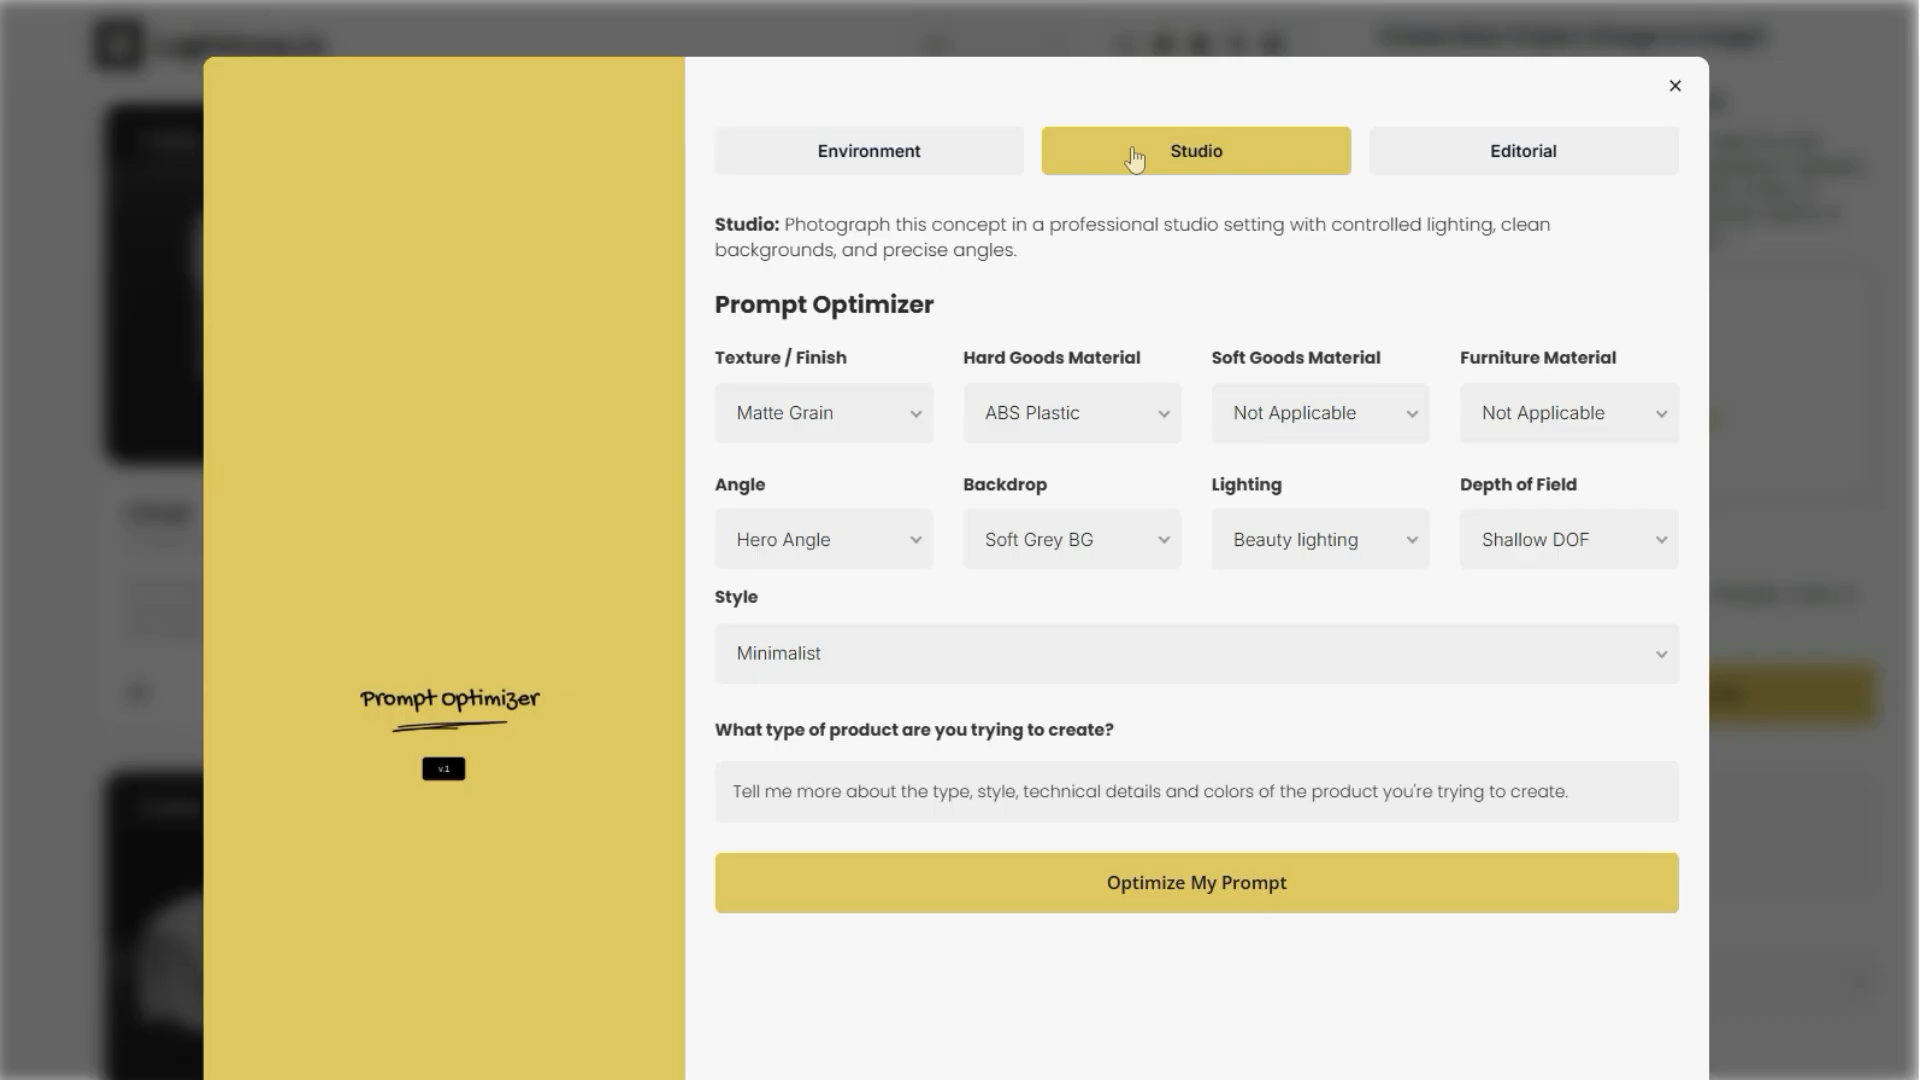 Environment
Studio
Editorial
Studio: Photograph this concept in a professional studio setting with controlled lighting, clean
backgrounds, and precise angles.
Prompt Optimizer
Texture / Finish
Hard Goods Material
Soft Goods Material
Furniture Material
Matte Grain
ABS Plastic
Not Applicable
Not Applicable
Angle
Backdrop
Lighting
Depth of Field
Hero Angle
Soft Grey BG
Beauty lighting
Shallow DOF
Style
Minimalist
Prompt Optimizer
v.1
What type of product are you trying to create?
Tell me more about the type, style, technical details and colors of the product you're trying to create.
Optimize My Prompt